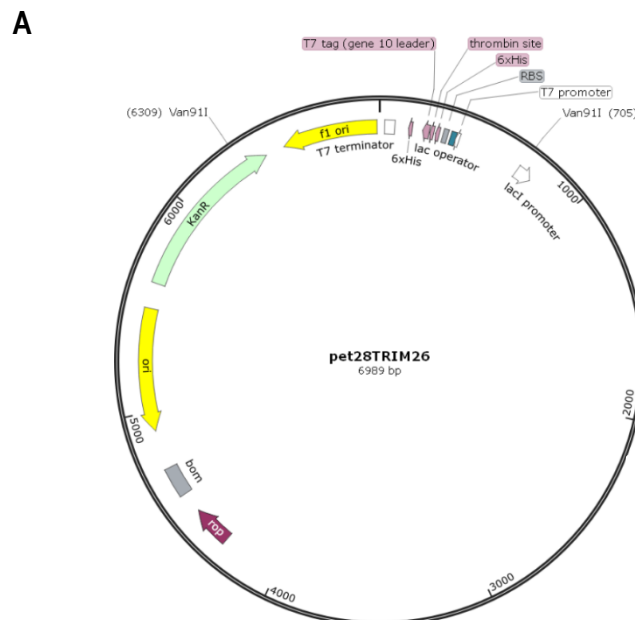 A
T7 tag (gene 10 leader)
thrombin site
6xHis
RBS
T7 promoter
(6309) Van91I
Van91I (705)
f1 ori
T7 terminator
lac operator
6xHis
lacI promoter
1000
6000
KanR
pet28TRIM26
6989 bp
ori
2000
5000
bom
rop
4000
3000